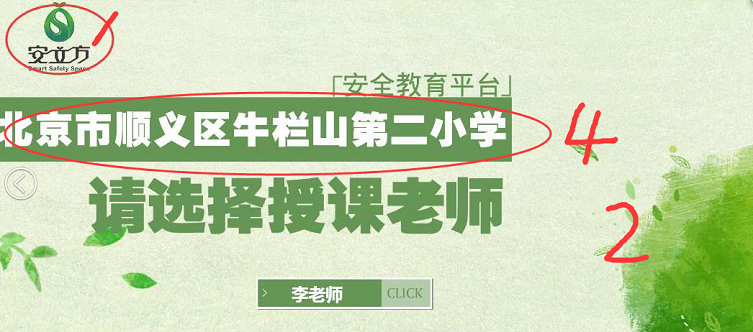 安立方
Smart Safety Space
1
「安全教育平台」
北京市顺义区牛栏山第二小学
4
请选择授课老师
2
李老师 CLICK